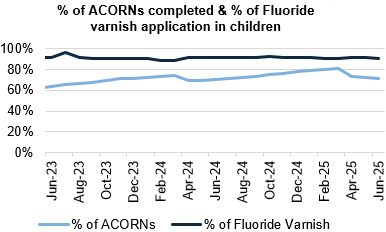 % of ACORNs completed & % of Fluoride
varnish application in children
100%
80%
60%
40%
20%
0%
Jun-23
Aug-23
Oct-23
Dec-23
Feb-24
Apr-24
Jun-24
Aug-24
Oct-24
Dec-24
Feb-25
Apr-25
Jun-25
% of ACORNs % of Fluoride Varnish